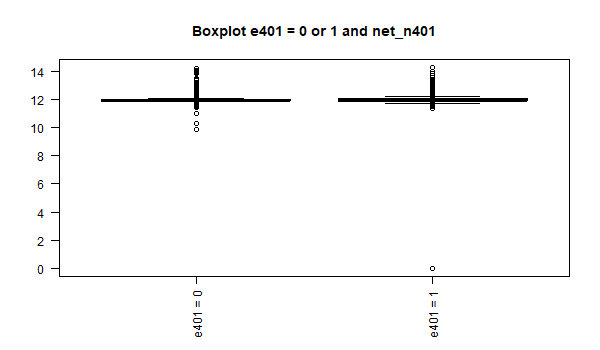 Boxplot e401 = 0 or 1 and net_n401
14
12
10
8
6
4
2
0
e401 = 0
e401 = 1